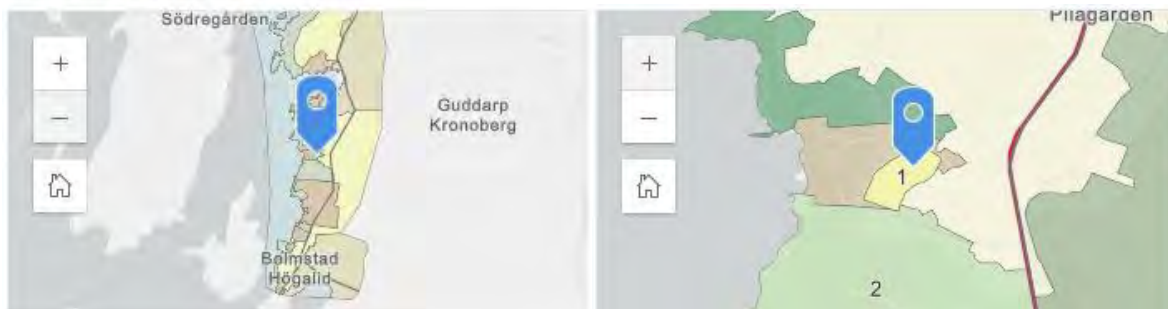 Södregården
Guddarp
Kronoberg
Bolmstad
Högalid
Pilagården
1
2